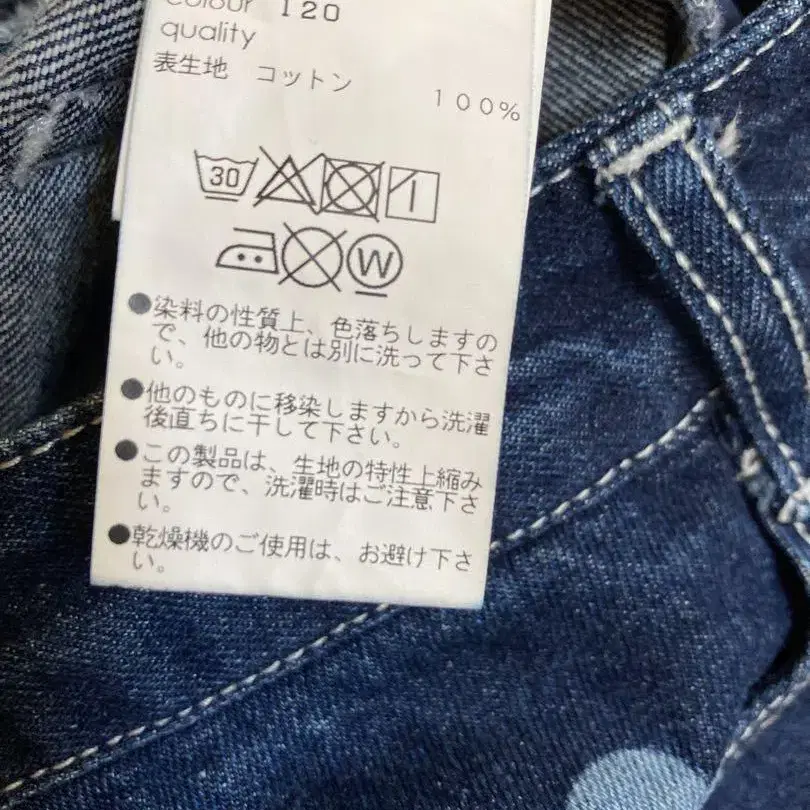 colour 120
quality
表生地 コットン 100%
30
W
●染料の性質上、色落ちしますの
で、他の物とは別に洗って下さ
い。
●他のものに移染しますから洗濯
後直ちに干して下さい。
●この製品は、生地の特性上縮み
ますので、洗濯時はご注意下さ
い。
●乾燥機のご使用は、お避け下さ
い。